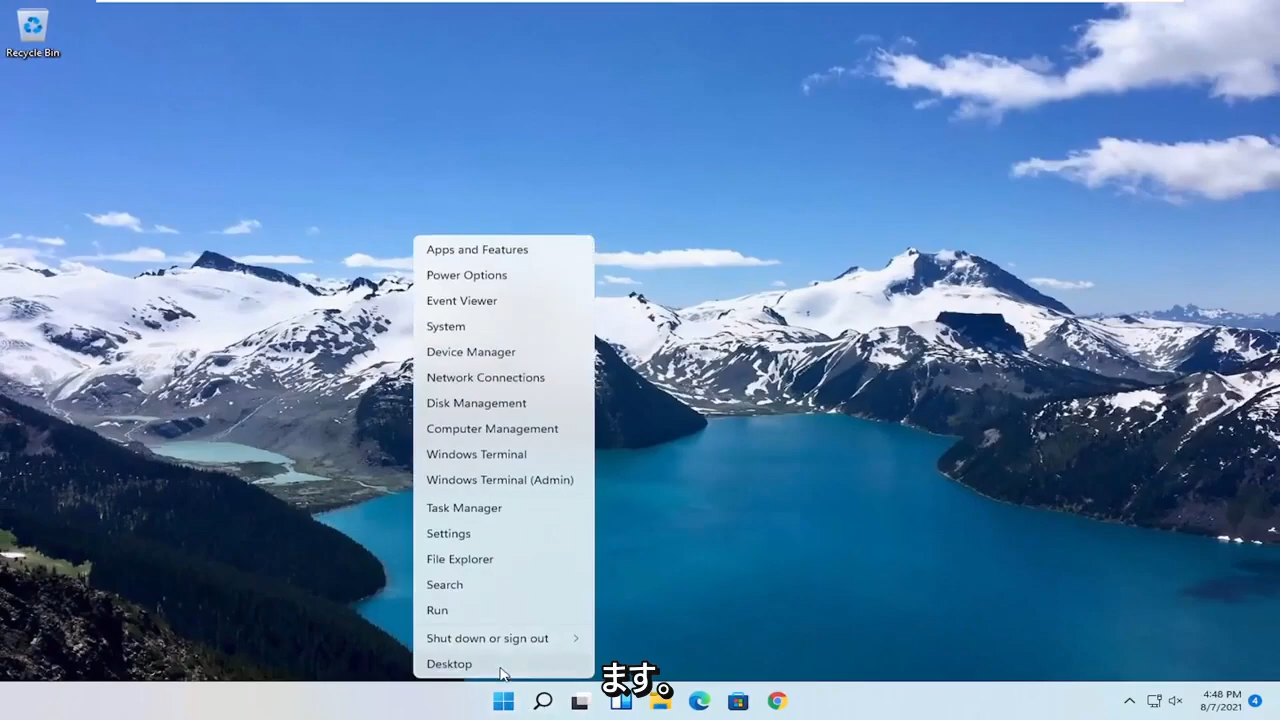 Recycle Bin
Apps and Features
Power Options
Event Viewer
System
Device Manager
Network Connections
Disk Management
Computer Management
Windows Terminal
Windows Terminal (Admin)
Task Manager
Settings
File Explorer
Search
Run
Shut down or sign out
Desktop
ます。
4:48 PM
8/7/2021
4